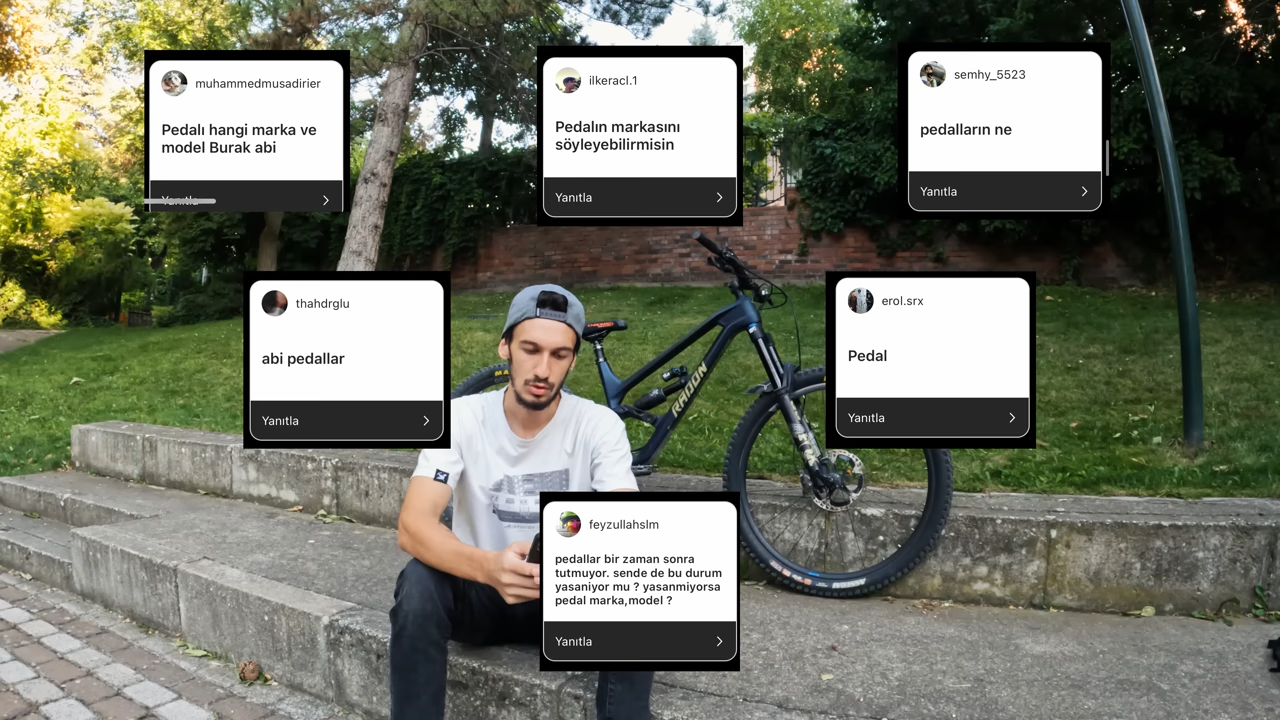 muhammedmusadirier
Pedalı hangi marka ve
model Burak abi
Yanıtla
ilkeracl.1
Pedalın markasını
söyleyebilirmisin
Yanıtla
semhy_5523
pedalların ne
Yanıtla
thahdrglu
abi pedallar
Yanıtla
erol.srx
Pedal
Yanıtla
RADON
feyzullahslm
pedallar bir zaman sonra
tutmuyor. sende de bu durum
yasaniyor mu ? yasanmiyorsa
pedal marka,model ?
Yanıtla